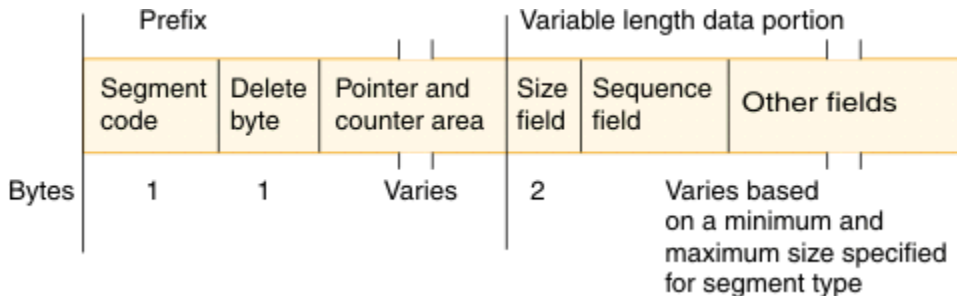 Prefix
Variable length data portion
Segment code
Delete byte
Pointer and counter area
Size field
Sequence field
Other fields
Bytes
1
1
Varies
2
Varies based
on a minimum and
maximum size specified
for segment type